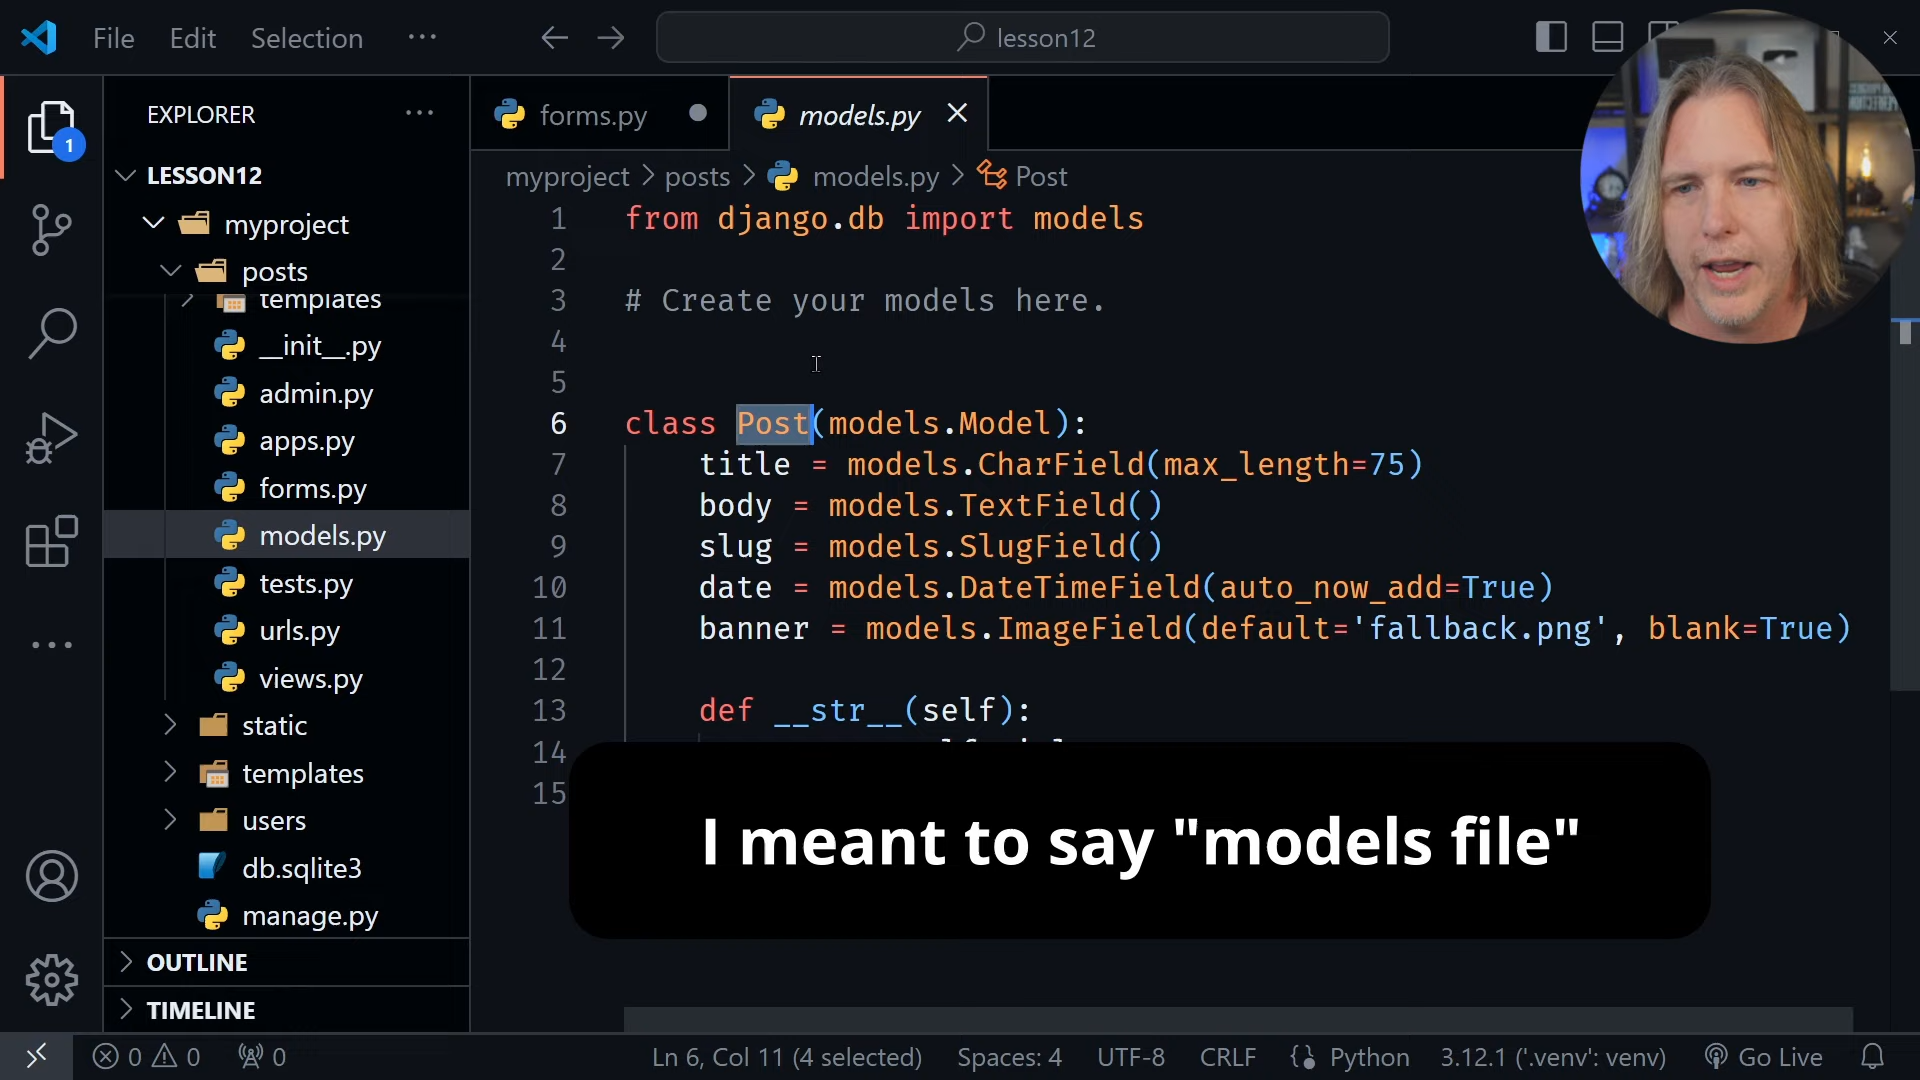 File Edit Selection ··· lesson12
1
EXPLORER ···
LESSON12
myproject
posts
templates
__init__.py
admin.py
apps.py
forms.py
models.py
tests.py
urls.py
views.py
static
templates
users
db.sqlite3
manage.py
OUTLINE
TIMELINE
forms.py models.py
myproject > posts > models.py > Post
1 from django.db import models
2
3 # Create your models here.
4
5
6 class Post(models.Model):
7 title = models.CharField(max_length=75)
8 body = models.TextField()
9 slug = models.SlugField()
10 date = models.DateTimeField(auto_now_add=True)
11 banner = models.ImageField(default='fallback.png', blank=True)
12
13 def __str__(self):
14
15
I meant to say "models file"
0 0 0 Ln 6, Col 11 (4 selected) Spaces: 4 UTF-8 CRLF Python 3.12.1 ('.venv': venv) Go Live